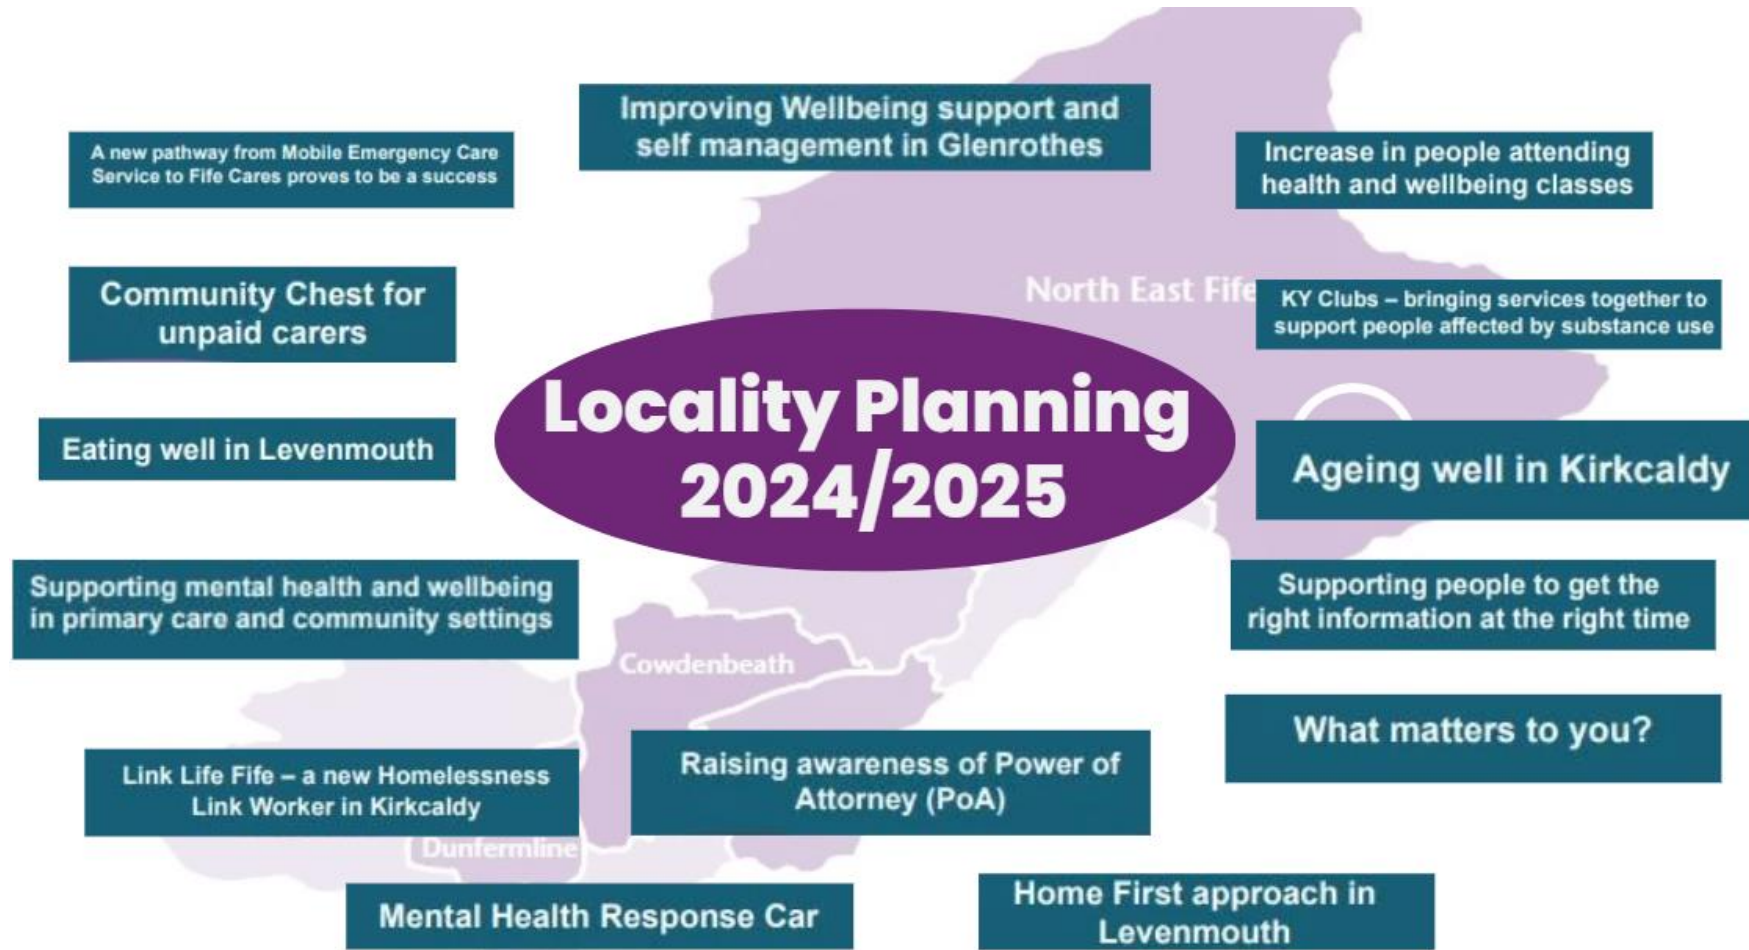 Improving Wellbeing support and
self management in Glenrothes
A new pathway from Mobile Emergency Care
Service to Fife Cares proves to be a success
Increase in people attending
health and wellbeing classes
Community Chest for
unpaid carers
North East Fife
KY Clubs – bringing services together to
support people affected by substance use
Locality Planning
2024/2025
Eating well in Levenmouth
Ageing well in Kirkcaldy
Supporting mental health and wellbeing
in primary care and community settings
Supporting people to get the
right information at the right time
Cowdenbeath
What matters to you?
Link Life Fife – a new Homelessness
Link Worker in Kirkcaldy
Raising awareness of Power of
Attorney (PoA)
Dunfermline
Mental Health Response Car
Home First approach in
Levenmouth